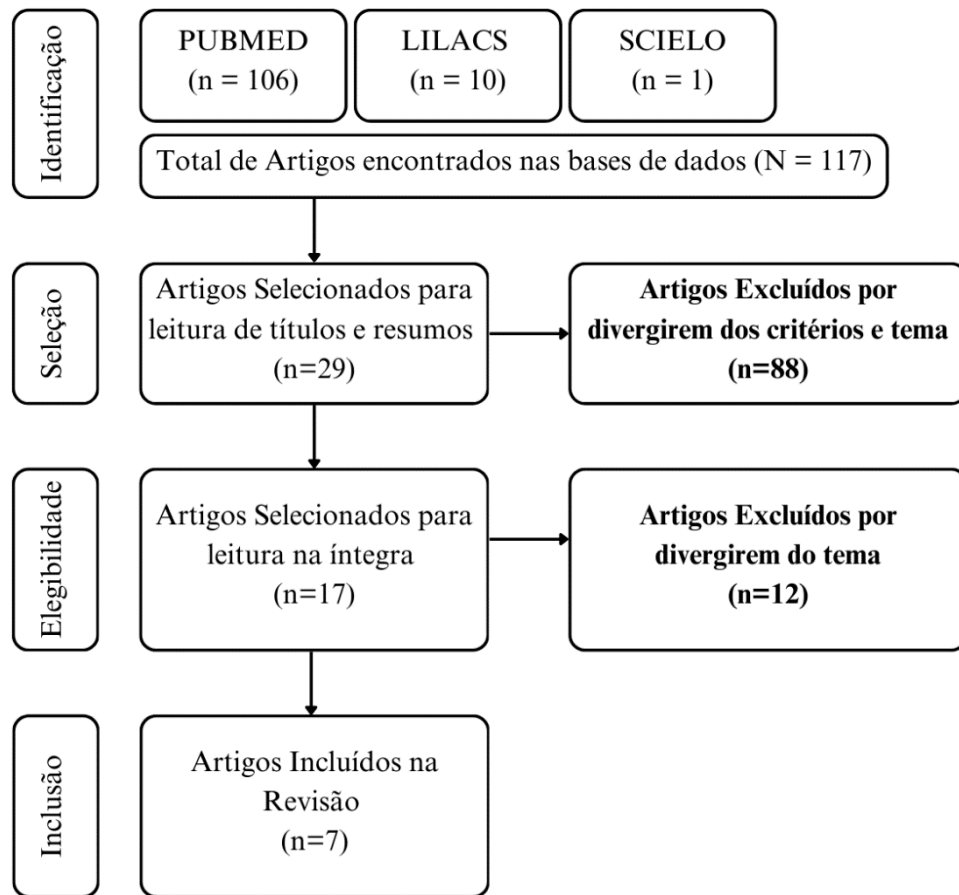 Identificação
PUBMED
(n = 106)
LILACS
(n = 10)
SCIELO
(n = 1)
Total de Artigos encontrados nas bases de dados (N = 117)
Seleção
Artigos Selecionados para
leitura de títulos e resumos
(n=29)
Artigos Excluídos por
divergirem dos critérios e tema
(n=88)
Elegibilidade
Artigos Selecionados para
leitura na íntegra
(n=17)
Artigos Excluídos por
divergirem do tema
(n=12)
Inclusão
Artigos Incluídos na
Revisão
(n=7)